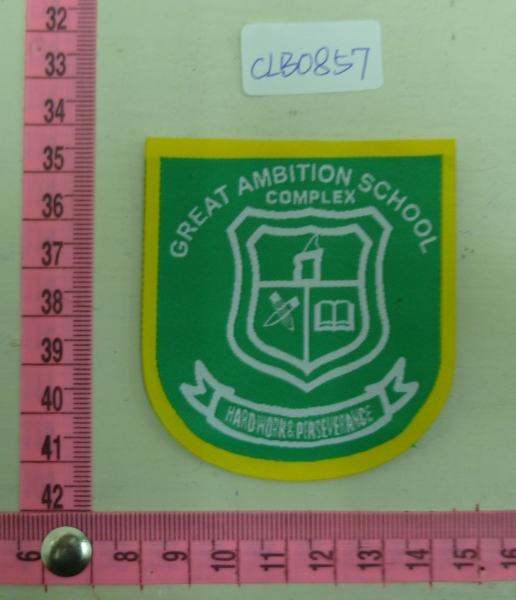 CLB0857
GREAT AMBITION SCHOOL
COMPLEX
HARDWORK & PERSEVERANCE
32
33
34
35
36
37
38
39
40
41
42
6 8 9 10 11 12 13 14 15 16